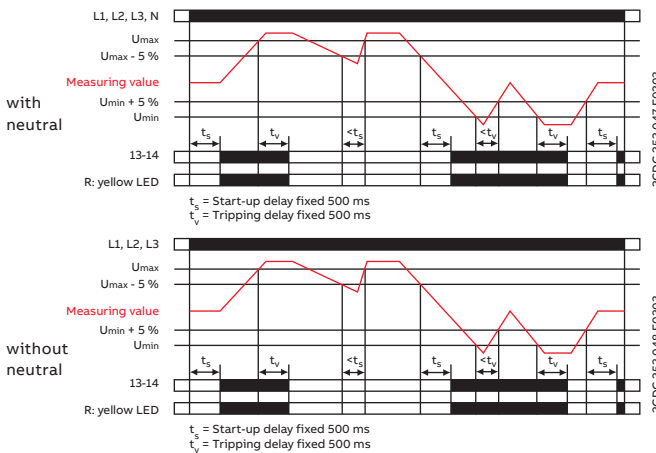 L1, L2, L3, N
Umax
Umax - 5 %
Measuring value
Umin + 5 %
Umin
with
neutral
ts tv <ts ts <tv tv ts
13-14
R: yellow LED
ts = Start-up delay fixed 500 ms
tv = Tripping delay fixed 500 ms
L1, L2, L3
Umax
Umax - 5 %
Measuring value
Umin + 5 %
Umin
without
neutral
ts tv <ts ts <tv tv ts
13-14
R: yellow LED
ts = Start-up delay fixed 500 ms
tv = Tripping delay fixed 500 ms